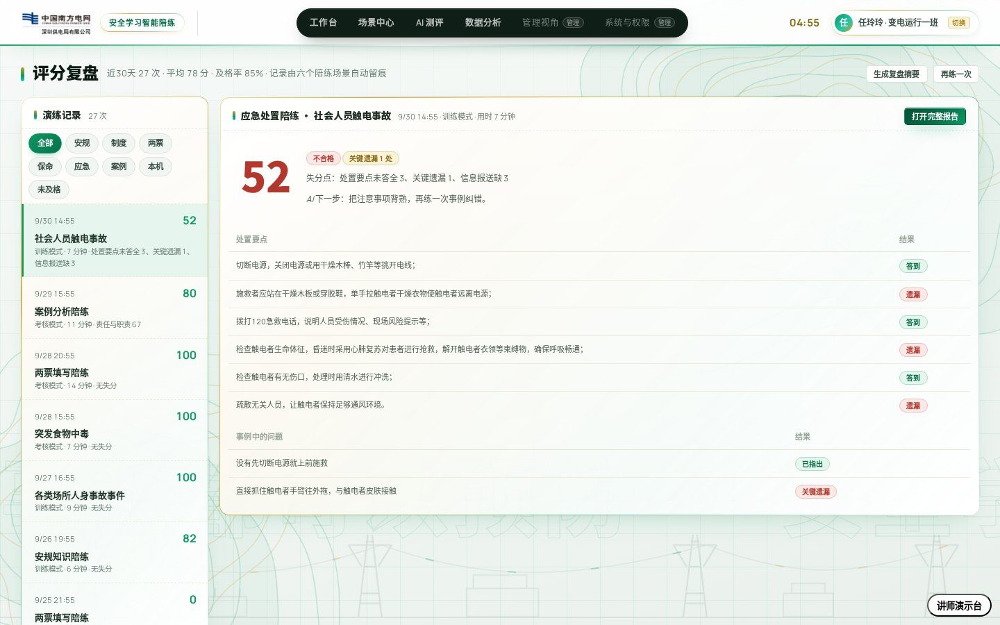 中国南方电网
CHINA SOUTHERN POWER GRID
深圳供电局有限公司
安全学习智能陪练
工作台
场景中心
AI 测评
数据分析
管理视角 管理
系统与权限 管理
04:55
任
任玲玲·变电运行一班
切换
评分复盘
近30天 27 次 · 平均 78 分 · 及格率 85% · 记录由六个陪练场景自动留痕
生成复盘摘要
再练一次
演练记录 27 次
全部 安规 制度 两票
保命 应急 案例 本机
未及格
9/30 14:55 52
社会人员触电事故
训练模式 · 7 分钟 · 处置要点未答全 3、关键遗漏 1、
信息报送缺 3
9/29 15:55 80
案例分析陪练
考核模式 · 11 分钟 · 责任与职责 67
9/28 20:55 100
两票填写陪练
考核模式 · 14 分钟 · 无失分
9/28 15:55 100
突发食物中毒
考核模式 · 7 分钟 · 无失分
9/27 16:55 100
各类场所人身事故事件
训练模式 · 9 分钟 · 无失分
9/26 19:55 82
安规知识陪练
训练模式 · 6 分钟 · 无失分
9/25 21:55 0
两票填写陪练
应急处置陪练 · 社会人员触电事故 9/30 14:55 · 训练模式 · 用时 7 分钟
打开完整报告
52
不合格 关键遗漏 1 处
失分点：处置要点未答全 3、关键遗漏 1、信息报送缺 3
AI下一步：把注意事项背熟，再练一次事例纠错。
处置要点 结果
切断电源，关闭电源或用干燥木棒、竹竿等挑开电线； 答到
施救者应站在干燥木板或穿胶鞋，单手拉触电者干燥衣物使触电者远离电源； 遗漏
拨打120急救电话，说明人员受伤情况、现场风险提示等； 答到
检查触电者生命体征，昏迷时采用心肺复苏对患者进行抢救，解开触电者衣领等束缚物，确保呼吸畅通； 遗漏
检查触电者有无伤口，处理时用清水进行冲洗； 答到
疏散无关人员，让触电者保持足够通风环境。 遗漏
事例中的问题 结果
没有先切断电源就上前施救 已指出
直接抓住触电者手臂往外拖，与触电者皮肤接触 关键遗漏
讲师演示台